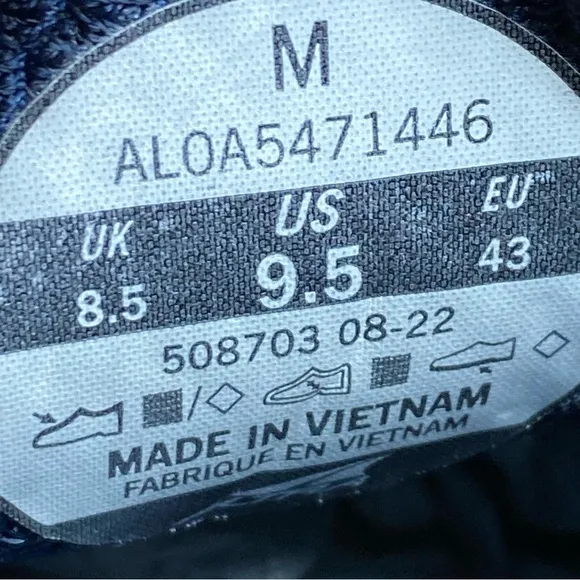 M
AL0A5471446
UK US EU
8.5 9.5 43
508703 08-22
/
MADE IN VIETNAM
FABRIQUE EN VIETNAM